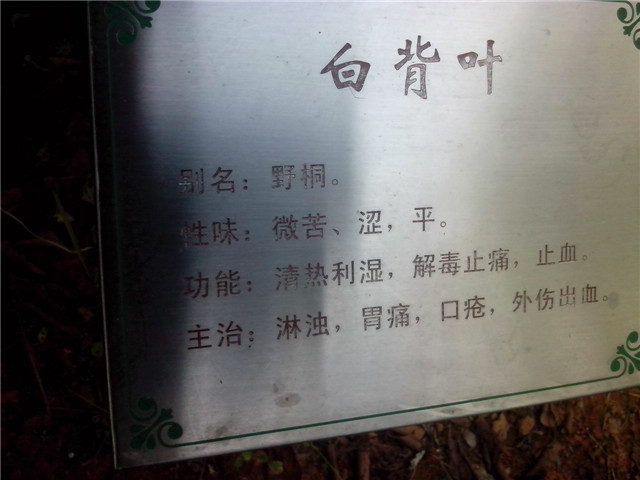 白背叶
别名：野桐。
性味：微苦、涩，平。
功能：清热利湿，解毒止痛，止血。
主治：淋浊，胃痛，口疮，外伤出血。